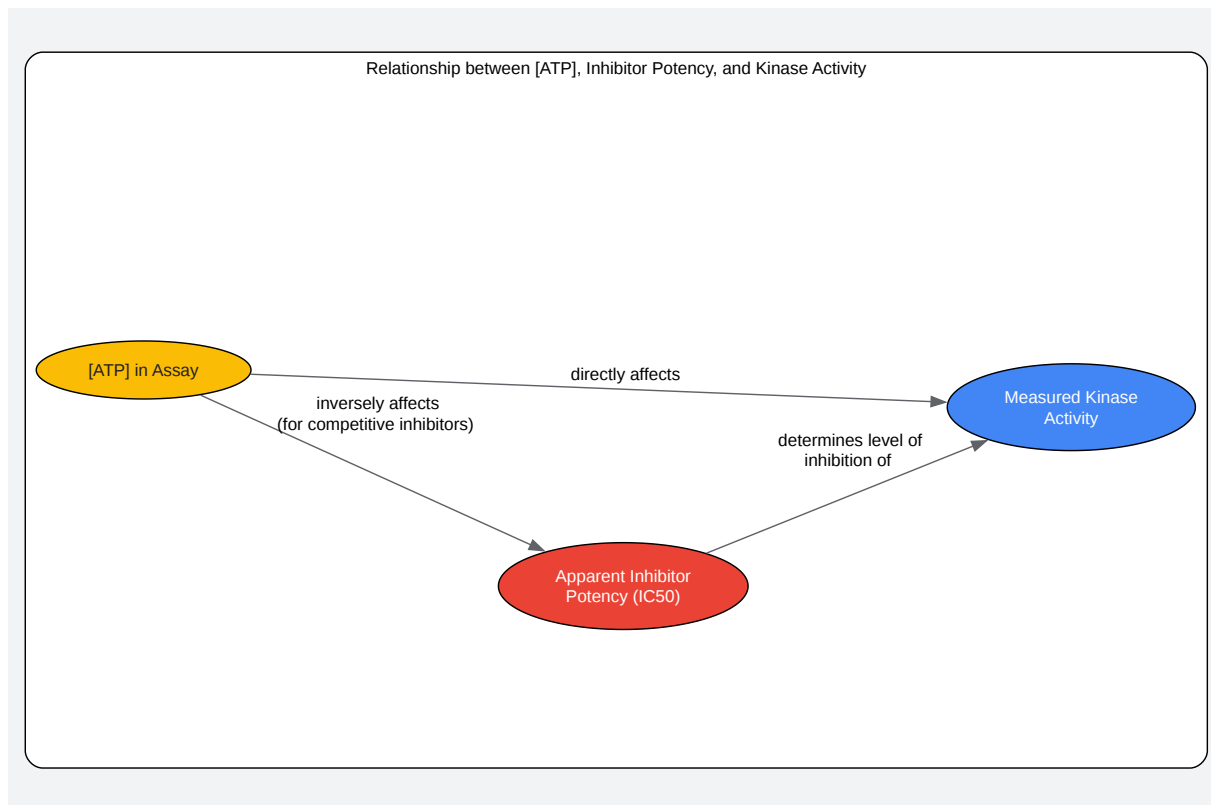 Relationship between [ATP], Inhibitor Potency, and Kinase Activity
[ATP] in Assay
directly affects
inversely affects
(for competitive inhibitors)
Measured Kinase
Activity
determines level of
inhibition of
Apparent Inhibitor
Potency (IC50)